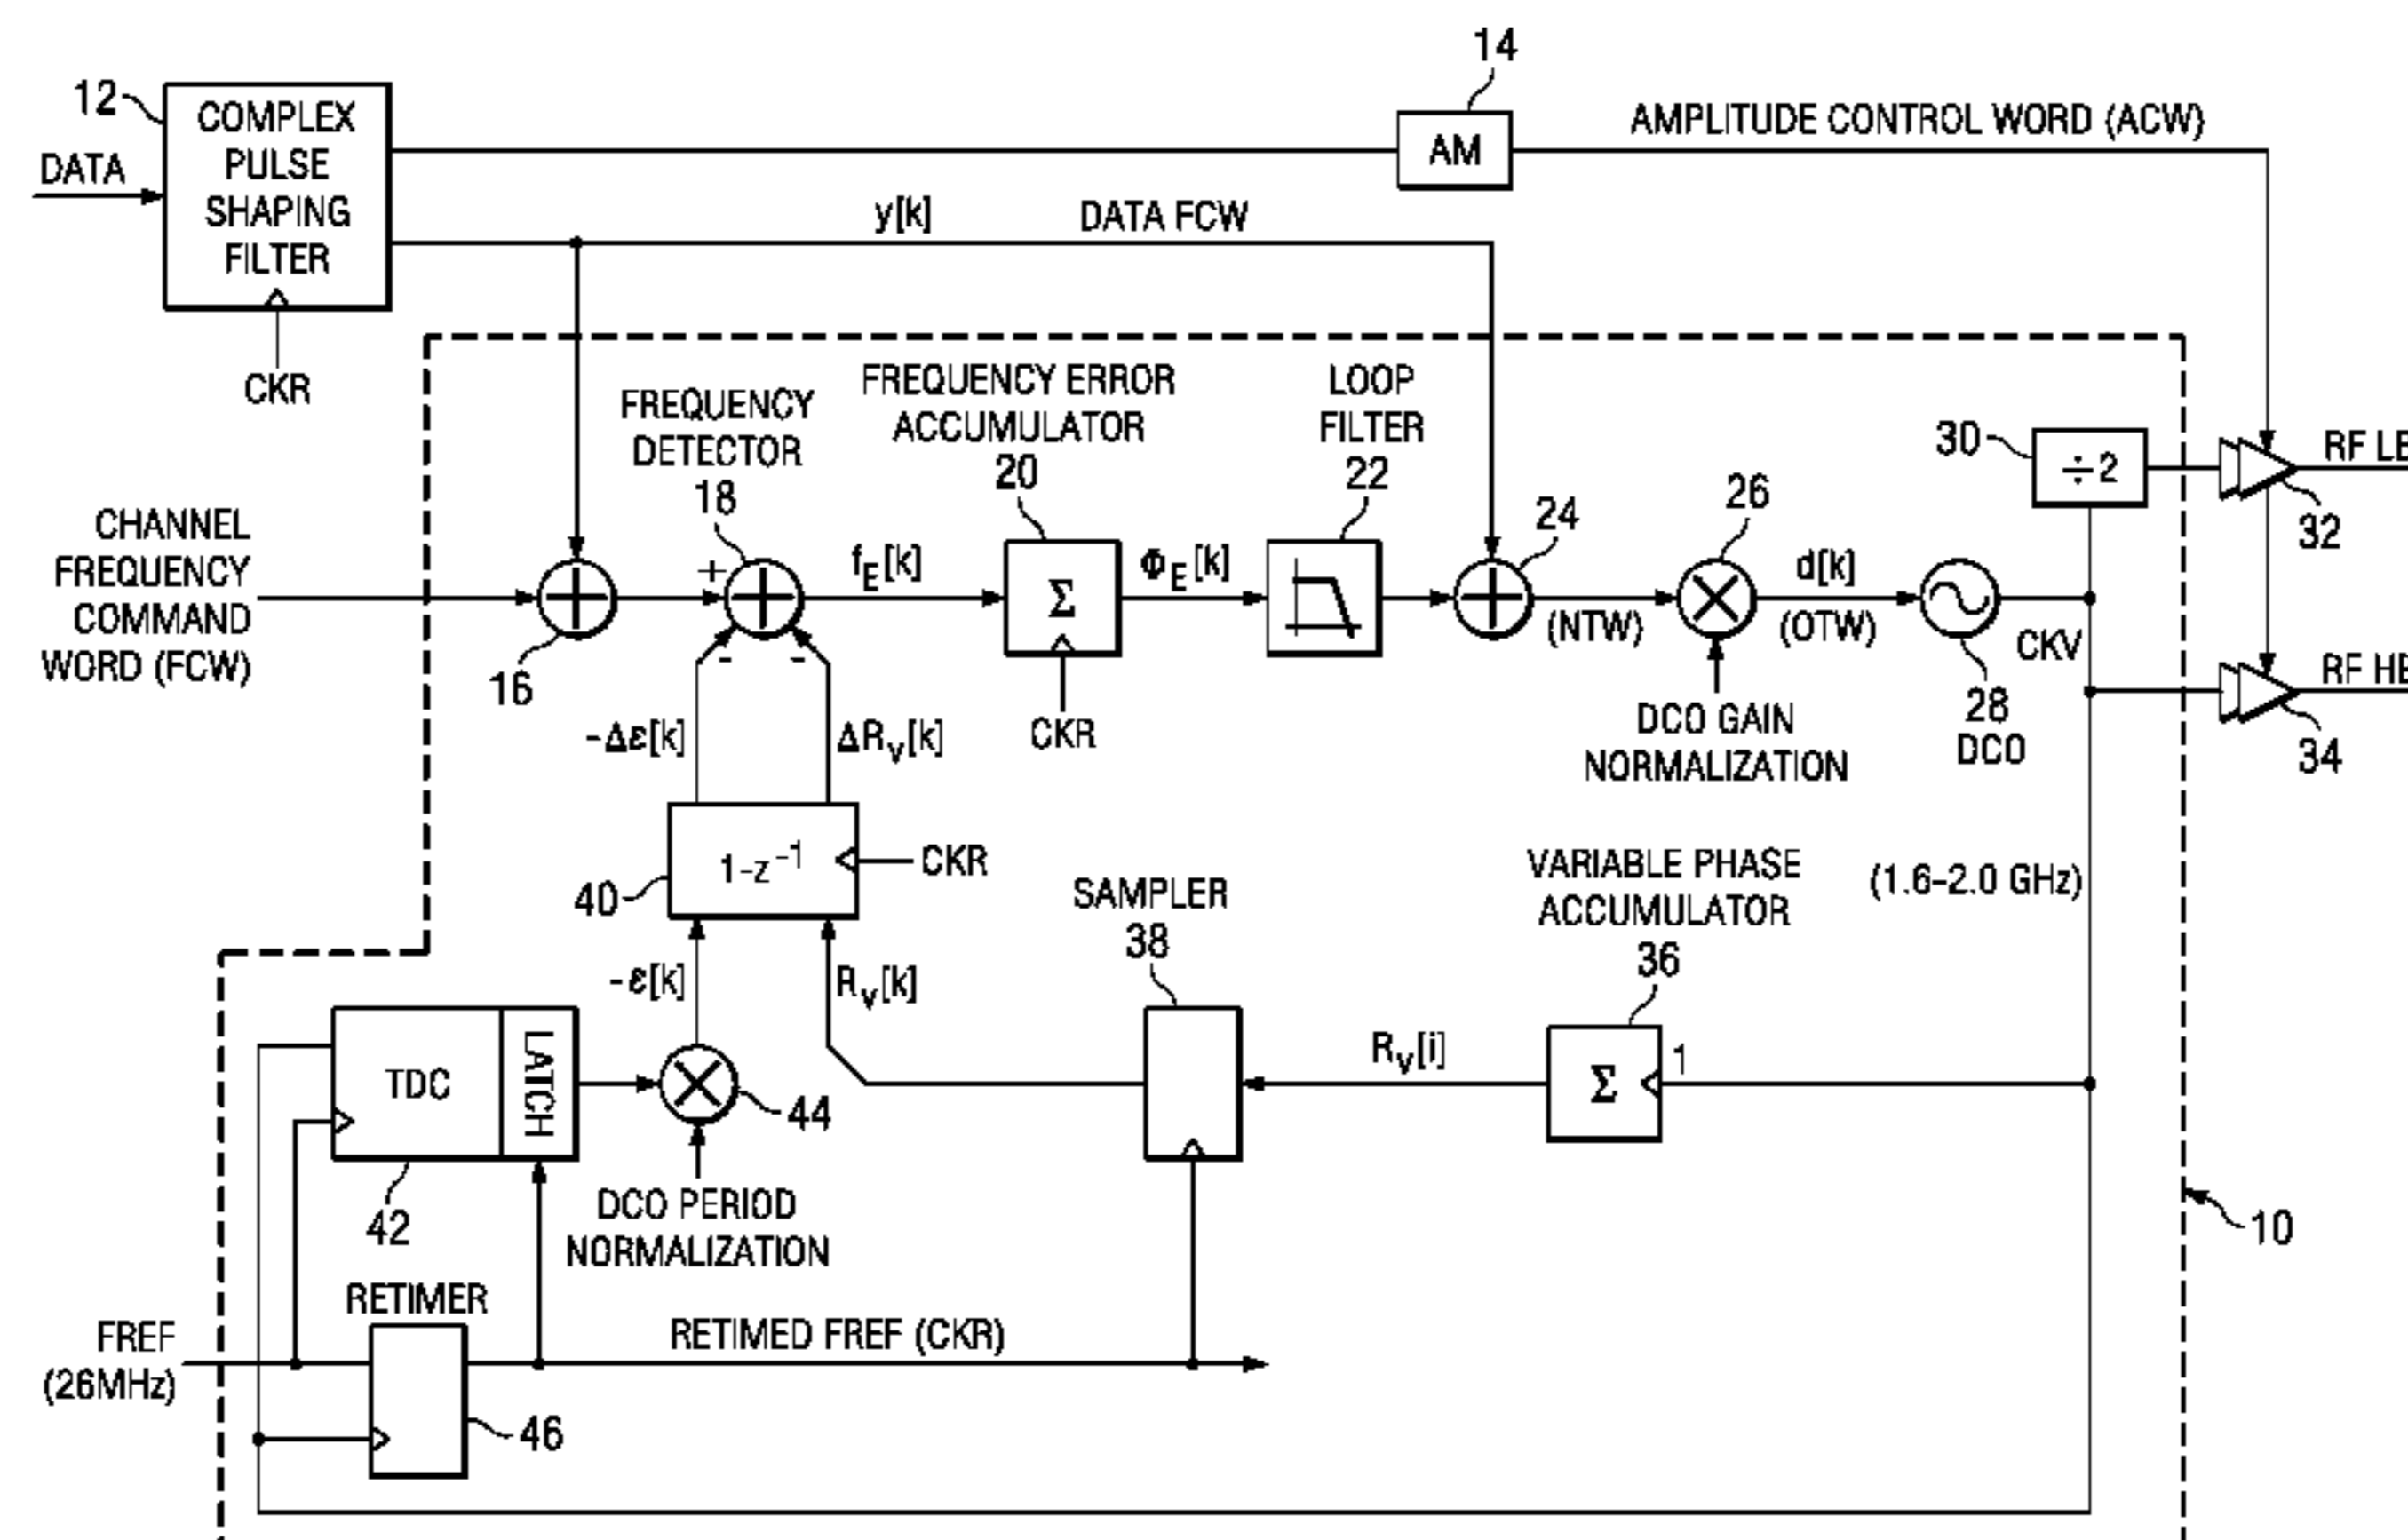 14
12
COMPLEX
PULSE
SHAPING
FILTER
DATA
AM
AMPLITUDE CONTROL WORD (ACW)
y[k]
DATA FCW
CKR
FREQUENCY
DETECTOR
18
FREQUENCY ERROR
ACCUMULATOR
20
LOOP
FILTER
22
30
÷2
RF LB
32
CHANNEL
FREQUENCY
COMMAND
WORD (FCW)
16
+
-
-
f_E[k]
Σ
CKR
Φ_E[k]
24
(NTW)
26
d[k]
(OTW)
CKV
28
DCO
DCO GAIN
NORMALIZATION
RF HB
34
-Δε[k]
ΔR_v[k]
1-z^-1
CKR
40
-ε[k]
R_v[k]
SAMPLER
38
VARIABLE PHASE
ACCUMULATOR
36
(1.6-2.0 GHz)
R_v[i]
Σ
1
TDC
LATCH
42
44
DCO PERIOD
NORMALIZATION
10
RETIMER
FREF
(26MHz)
RETIMED FREF (CKR)
46